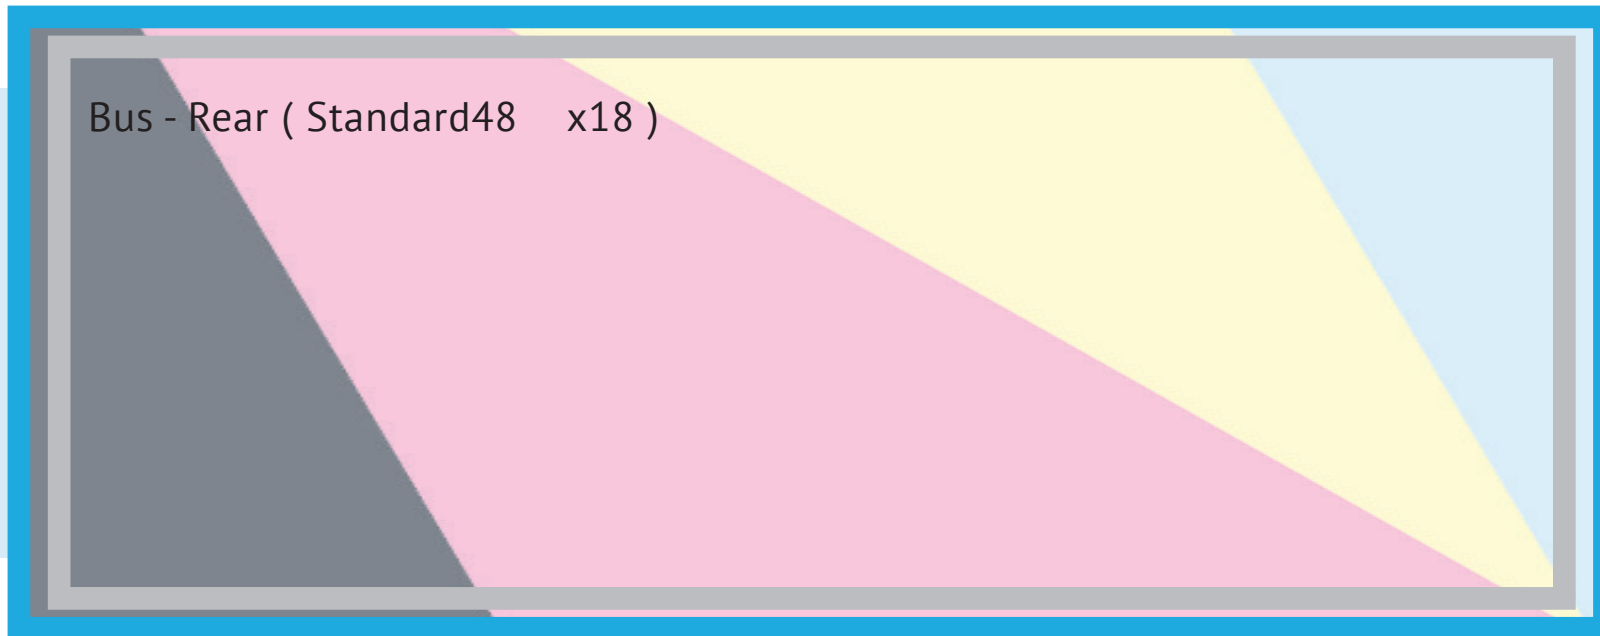 Bus - Rear ( Standard48 x18 )